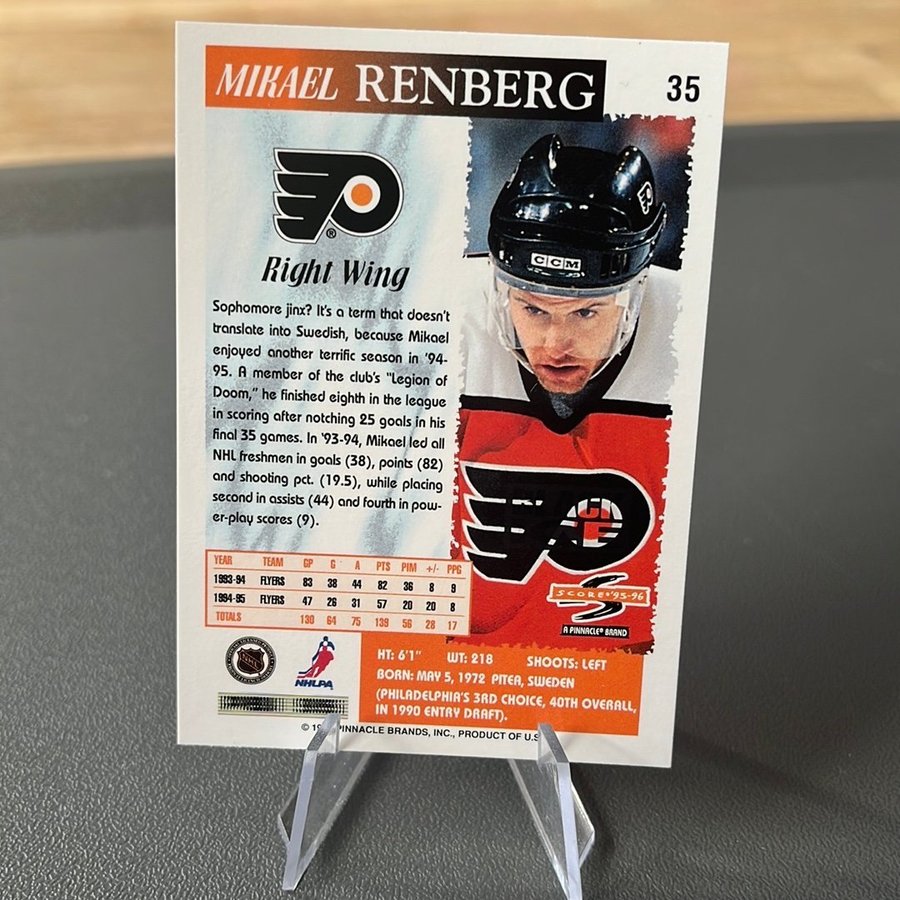 MIKAEL RENBERG 35
CCM
®
Right Wing
Sophomore jinx? It's a term that doesn't
translate into Swedish, because Mikael
enjoyed another terrific season in '94-
95. A member of the club's "Legion of
Doom," he finished eighth in the league
in scoring after notching 25 goals in his
final 35 games. In '93-94, Mikael led all
NHL freshmen in goals (38), points (82)
and shooting pct. (19.5), while placing
second in assists (44) and fourth in pow-
er-play scores (9).
YEAR TEAM GP G A PTS PIM +/- PPG
1993-94 FLYERS 83 38 44 82 36 8 9
1994-95 FLYERS 47 26 31 57 20 20 8
TOTALS 130 64 75 139 56 28 17
SCORE® '95-96
A PINNACLE® BRAND
NHL
NHLPA
HT: 6'1" WT: 218 SHOOTS: LEFT
BORN: MAY 5, 1972 PITEA, SWEDEN
(PHILADELPHIA'S 3RD CHOICE, 40TH OVERALL,
IN 1990 ENTRY DRAFT).
© PINNACLE BRANDS, INC., PRODUCT OF U.S